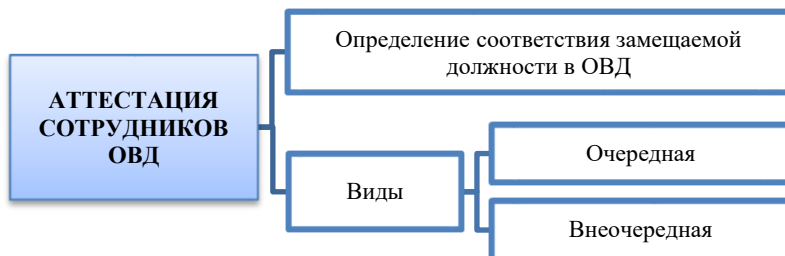 АТТЕСТАЦИЯ
СОТРУДНИКОВ
ОВД
Определение соответствия замещаемой
должности в ОВД
Виды
Очередная
Внеочередная